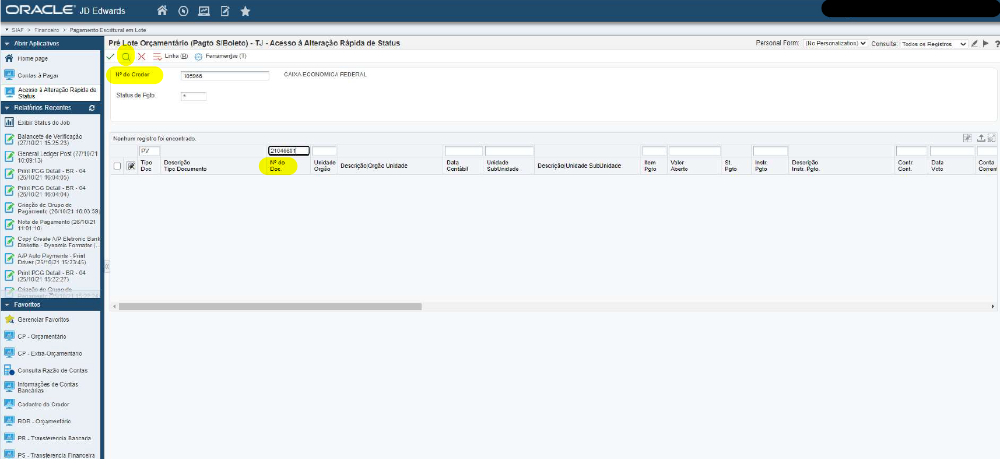 ORACLE JD Edwards
SIAF > Financeiro > Pagamento Escritural em Lote
Abrir Aplicativos
Home page
Contas à Pagar
Acesso à Alteração Rápida de
Status
Relatórios Recentes
Exibir Status do Job
Balancete de Verificação
(27/10/21 15:25:23)
General Ledger Post (27/10/21
10:09:13)
Print PCG Detail - BR - 04
(26/10/21 16:04:05)
Print PCG Detail - BR - 04
(26/10/21 16:04:04)
Criação de Grupo de
Pagamento (26/10/21 16:03:59)
Nota de Pagamento (26/10/21
11:01:10)
Copy Create A/P Eletronic Bank
Diskette - Dynamic Formater (...
A/P Auto Payments - Print
Driver (25/10/21 15:23:45)
Print PCG Detail - BR - 04
(25/10/21 15:22:27)
Criação de Grupo de
Pagamento (25/10/21 15:22:24
Favoritos
Gerenciar Favoritos
CP - Orçamentário
CP - Extra-Orçamentario
Consulta Razão de Contas
Informações de Contas
Bancárias
Cadastro de Credor
RDR - Orçamentário
PR - Transferencia Bancaria
PS - Transferencia Financeira
Pré Lote Orçamentário (Pagto S/Boleto) - TJ - Acesso à Alteração Rápida de Status
Personal Form: (No Personalization) Consulta: Todos os Registros
Linha (R) Ferramentas (T)
Nº do Credor 105966 CAIXA ECONOMICA FEDERAL
Status de Pgto. *
Nenhum registro foi encontrado.
PV 21046681
Tipo Doc.
Descrição Tipo Documento
Nº do Doc.
Unidade Orgão
Descrição|Orgão Unidade
Data Contábil
Unidade SubUnidade
Descrição|Unidade SubUnidade
Item Pgto
Valor Aberto
St. Pgto
Instr. Pgto
Descrição Instr. Pgto.
Contr. Cont.
Data Vcto
Conta Corrent